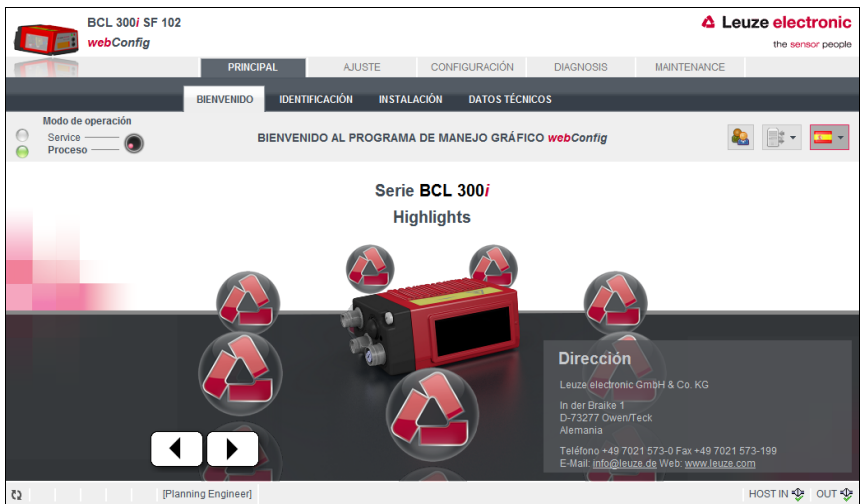 BCL 300i SF 102
webConfig
Leuze electronic
the sensor people
PRINCIPAL AJUSTE CONFIGURACIÓN DIAGNOSIS MAINTENANCE
BIENVENIDO IDENTIFICACIÓN INSTALACIÓN DATOS TÉCNICOS
Modo de operación
Service
Proceso
BIENVENIDO AL PROGRAMA DE MANEJO GRÁFICO webConfig
Serie BCL 300i
Highlights
Dirección
Leuze electronic GmbH & Co. KG
In der Braike 1
D-73277 Owen/Teck
Alemania
Teléfono +49 7021 573-0 Fax +49 7021 573-199
E-Mail: info@leuze.de Web: www.leuze.com
[Planning Engineer]
HOST IN OUT